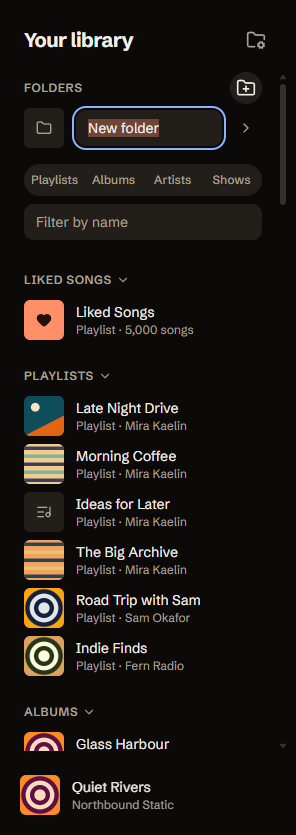 Your library
FOLDERS
New folder
Playlists Albums Artists Shows
Filter by name
LIKED SONGS
Liked Songs
Playlist · 5,000 songs
PLAYLISTS
Late Night Drive
Playlist · Mira Kaelin
Morning Coffee
Playlist · Mira Kaelin
Ideas for Later
Playlist · Mira Kaelin
The Big Archive
Playlist · Mira Kaelin
Road Trip with Sam
Playlist · Sam Okafor
Indie Finds
Playlist · Fern Radio
ALBUMS
Glass Harbour
Quiet Rivers
Northbound Static